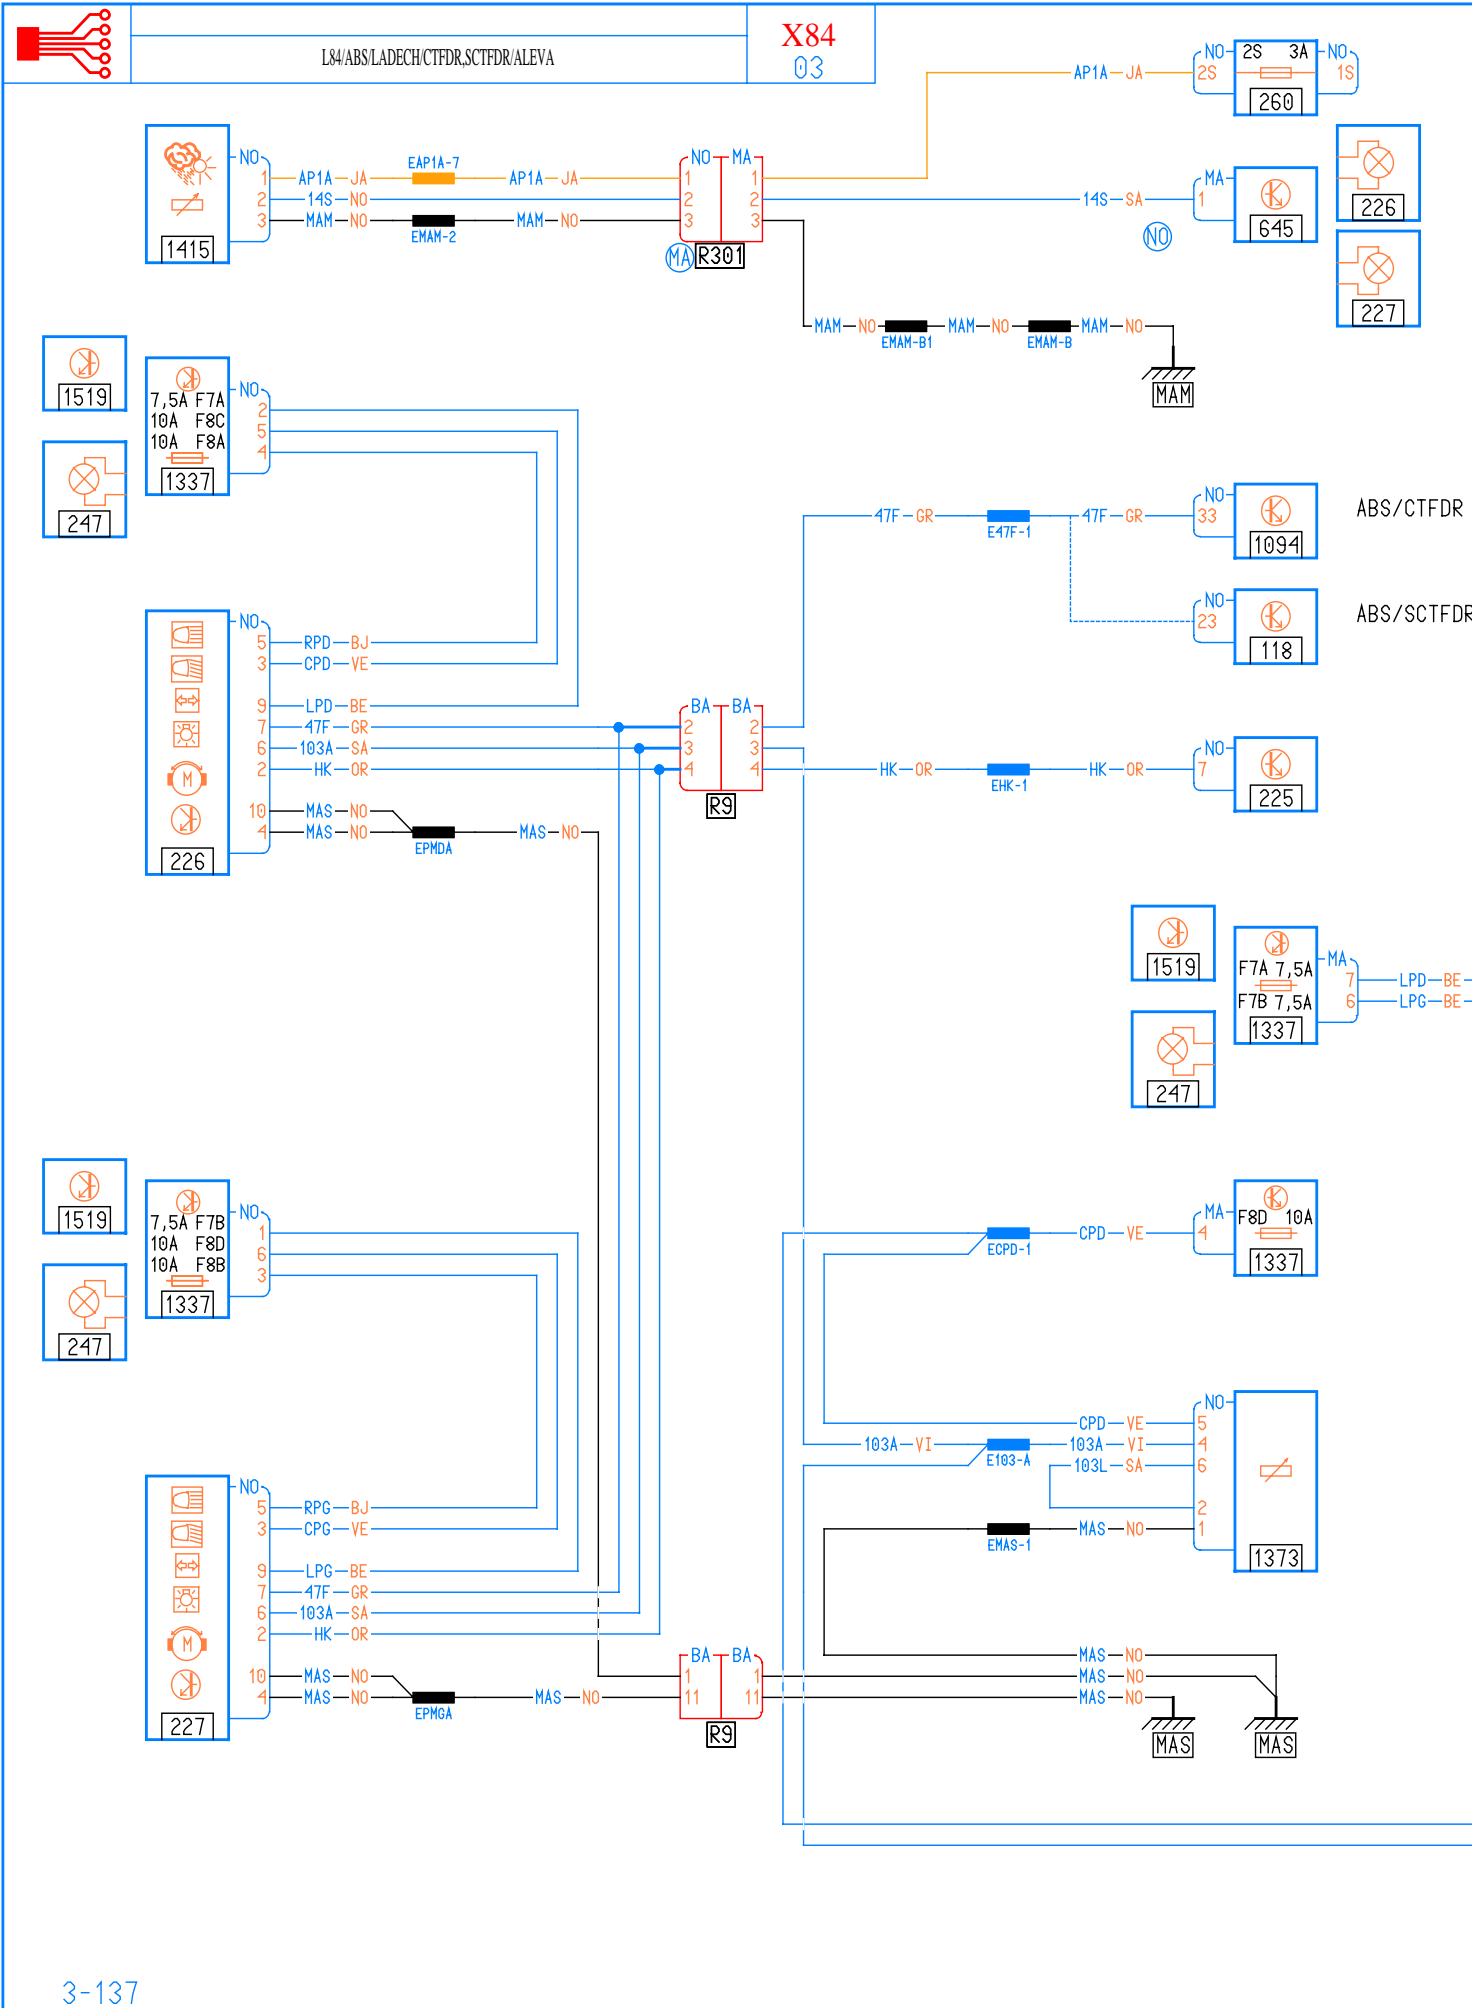 L84/ABS/LADECH/CTFDR,SCTFDR/ALEVA
X84
03
NO 2S 3A NO
AP1A JA 2S 1S
260
NO
1 AP1A JA EAP1A-7 AP1A JA
2 14S NO
3 MAM NO EMAM-2 MAM NO
1415
NO MA
1 1
2 2
3 3
MA R301
MA
14S SA 1
645
NO
226
227
MAM NO EMAM-B1 MAM NO EMAM-B MAM NO
MAM
1519
247
7,5A F7A
10A F8C
10A F8A
1337
NO
2
5
4
47F GR E47F-1 47F GR
NO
33
1094
ABS/CTFDR
NO
23
118
ABS/SCTFDR
NO
5 RPD BJ
3 CPD VE
9 LPD BE
7 47F GR
6 103A SA
2 HK OR
10 MAS NO
4 MAS NO EPMDA MAS NO
M
226
BA BA
2 2
3 3
4 4
R9
HK OR EHK-1 HK OR
NO
7
225
1519
247
F7A 7,5A
F7B 7,5A
1337
MA
7 LPD BE
6 LPG BE
1519
247
7,5A F7B
10A F8D
10A F8B
1337
NO
1
6
3
ECPD-1 CPD VE
MA
4
F8D 10A
1337
NO
CPD VE 5
103A VI E103-A 103A VI 4
103L SA 6
2
EMAS-1 MAS NO 1
1373
NO
5 RPG BJ
3 CPG VE
9 LPG BE
7 47F GR
6 103A SA
2 HK OR
10 MAS NO
4 MAS NO EPMGA MAS NO
M
227
BA BA
1 1
11 11
R9
MAS NO
MAS NO
MAS NO
MAS MAS
3-137